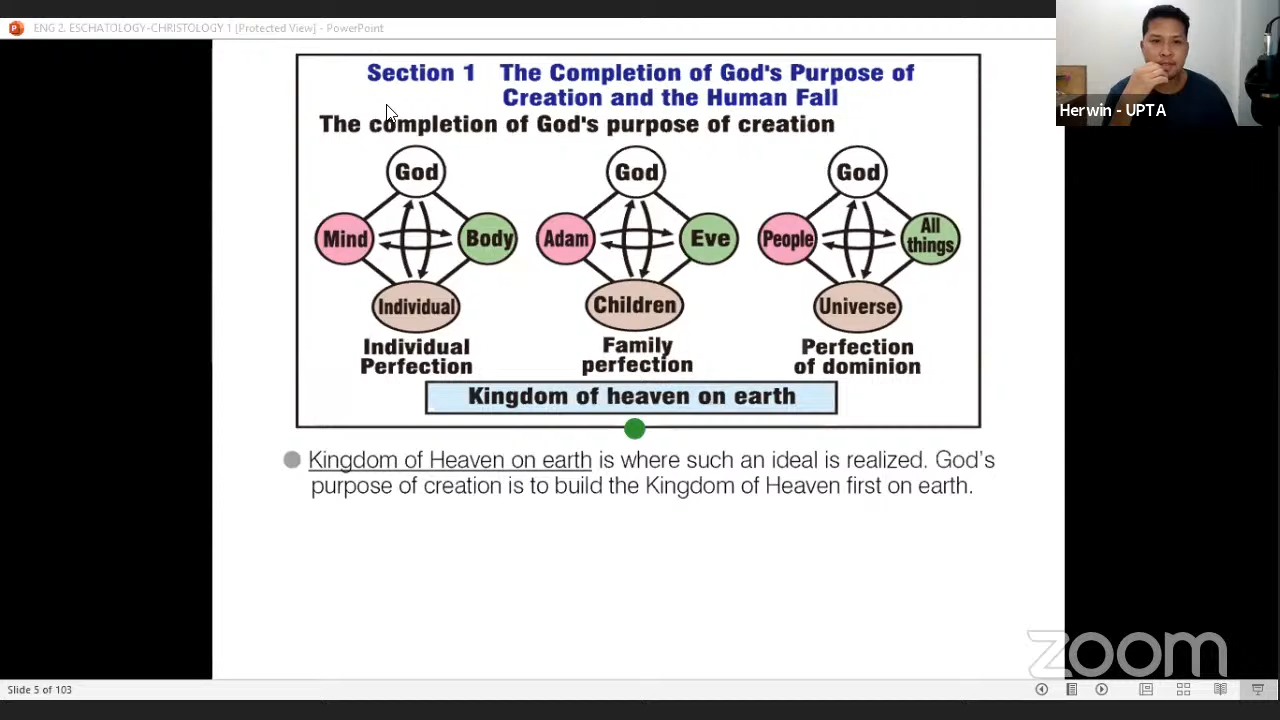 ENG 2. ESCHATOLOGY-CHRISTOLOGY 1 [Protected View] - PowerPoint
Herwin - UPTA
Section 1 The Completion of God's Purpose of
Creation and the Human Fall
The completion of God's purpose of creation
God
God
God
Mind
Body
Adam
Eve
People
All
things
Individual
Children
Universe
Individual
Perfection
Family
perfection
Perfection
of dominion
Kingdom of heaven on earth
Kingdom of Heaven on earth is where such an ideal is realized. God's
purpose of creation is to build the Kingdom of Heaven first on earth.
zoom
Slide 5 of 103